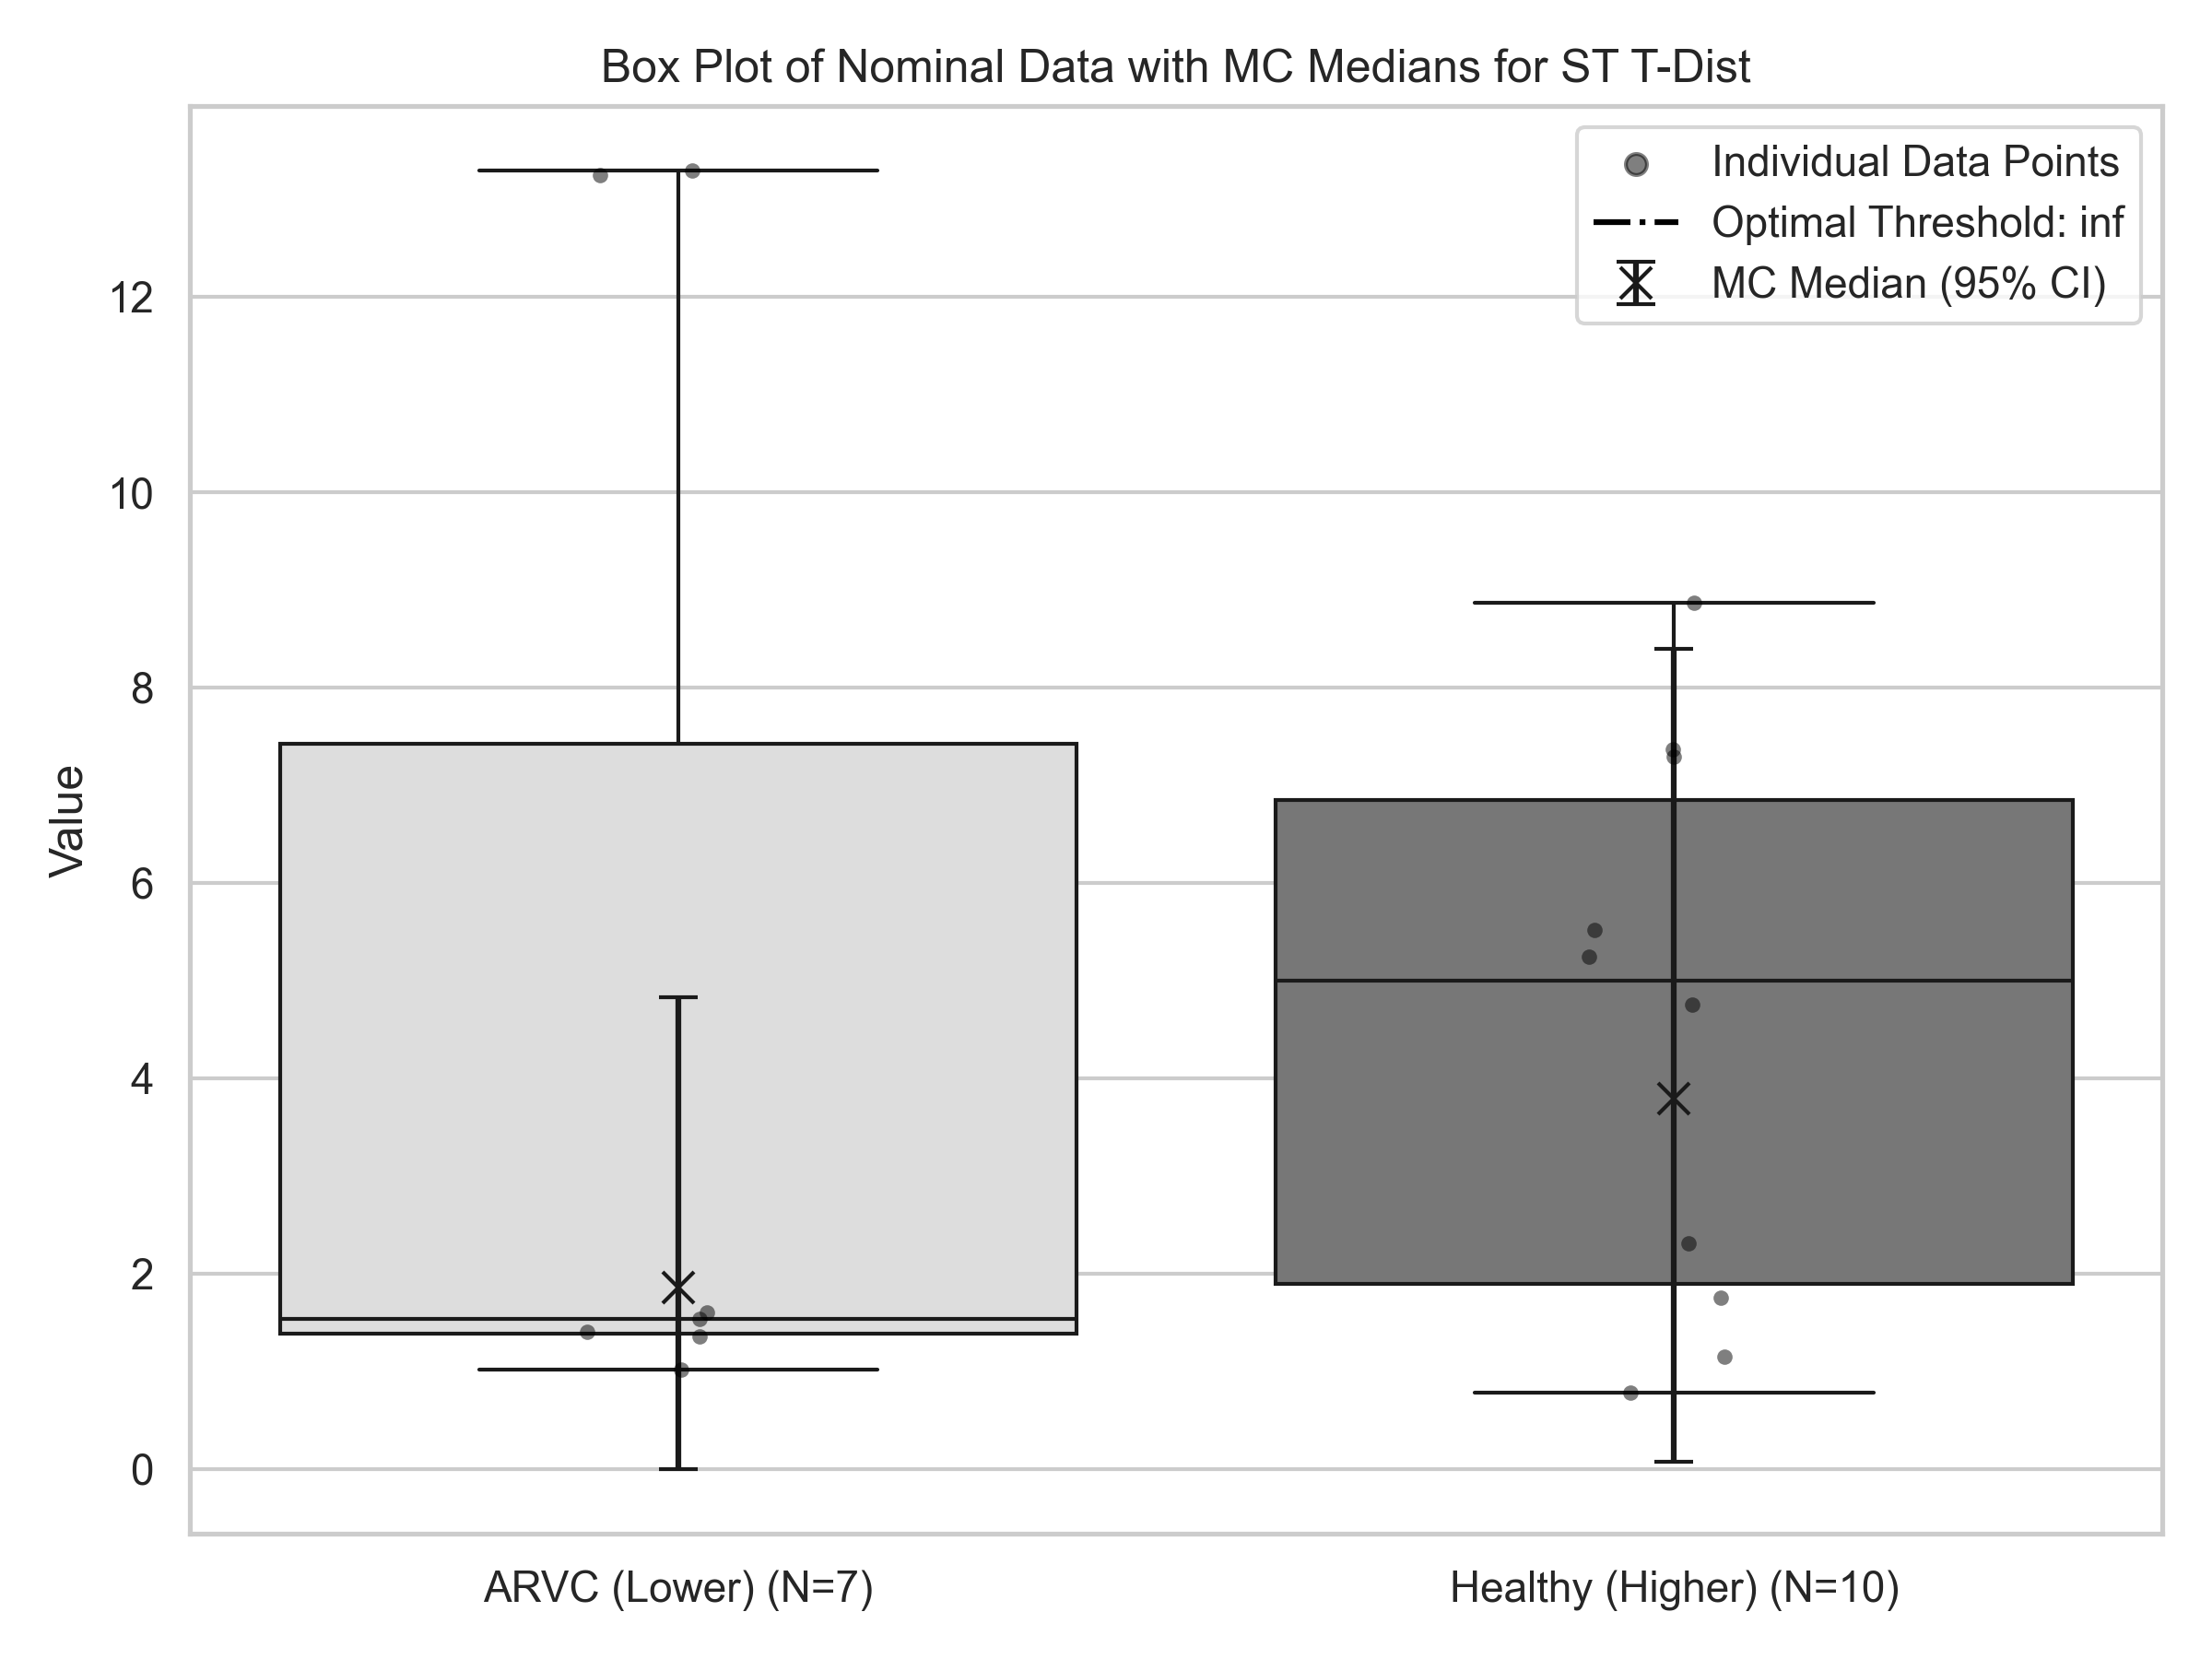 Box Plot of Nominal Data with MC Medians for ST T-Dist
Individual Data Points
Optimal Threshold: inf
MC Median (95% CI)
12
10
8
6
4
2
0
Value
ARVC (Lower) (N=7)
Healthy (Higher) (N=10)